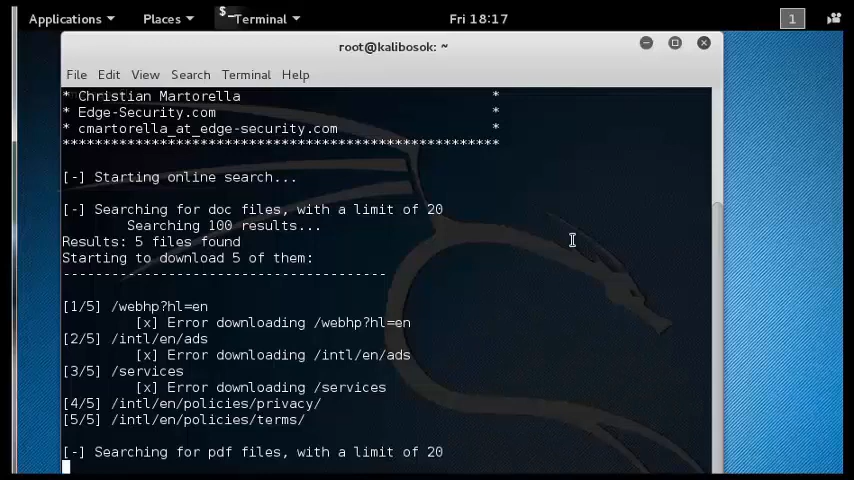 Applications Places $_ Terminal Fri 18:17 1
root@kalibosok: ~
File Edit View Search Terminal Help
* Christian Martorella *
* Edge-Security.com *
* cmartorella_at_edge-security.com *
******************************************************
[-] Starting online search...
[-] Searching for doc files, with a limit of 20
Searching 100 results...
Results: 5 files found
Starting to download 5 of them:
----------------------------------------
[1/5] /webhp?hl=en
[x] Error downloading /webhp?hl=en
[2/5] /intl/en/ads
[x] Error downloading /intl/en/ads
[3/5] /services
[x] Error downloading /services
[4/5] /intl/en/policies/privacy/
[5/5] /intl/en/policies/terms/
[-] Searching for pdf files, with a limit of 20